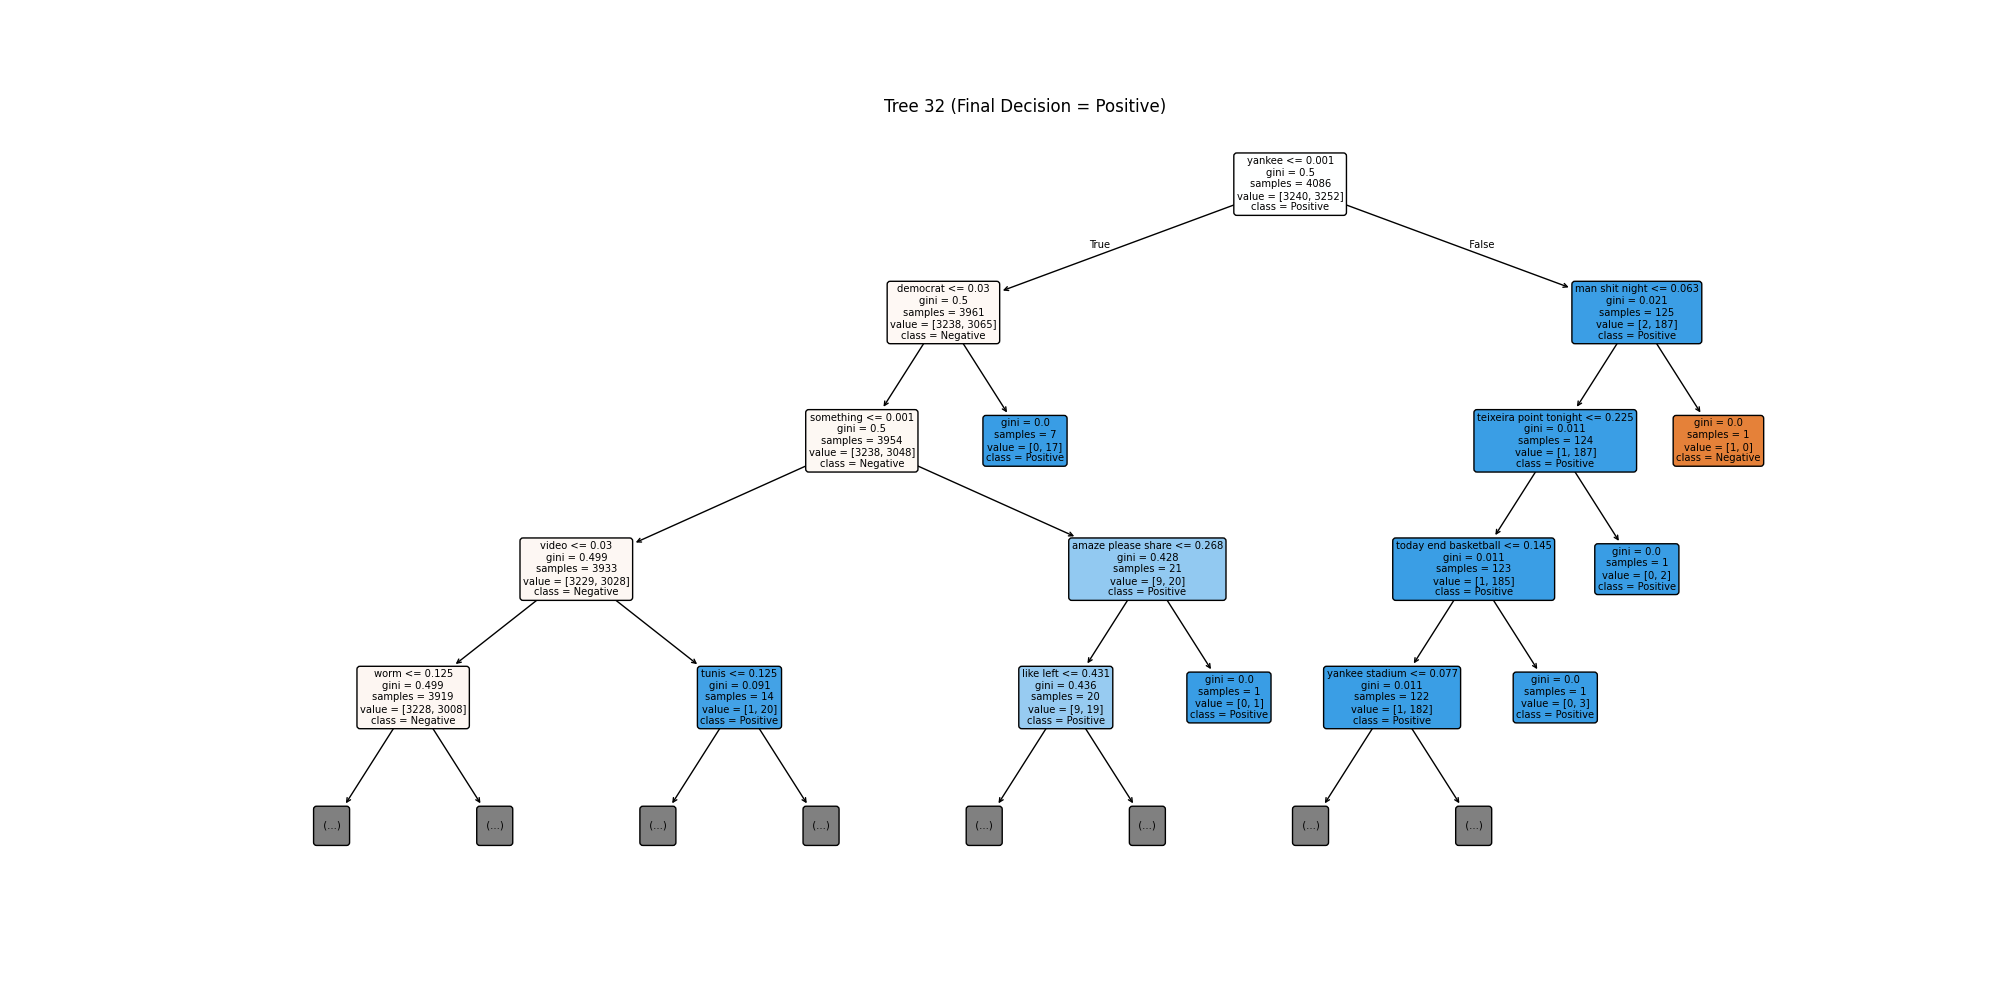 Tree 32 (Final Decision = Positive)
yankee <= 0.001
gini = 0.5
samples = 4086
value = [3240, 3252]
class = Positive
True
False
democrat <= 0.03
gini = 0.5
samples = 3961
value = [3238, 3065]
class = Negative
man shit night <= 0.063
gini = 0.021
samples = 125
value = [2, 187]
class = Positive
something <= 0.001
gini = 0.5
samples = 3954
value = [3238, 3048]
class = Negative
gini = 0.0
samples = 7
value = [0, 17]
class = Positive
teixeira point tonight <= 0.225
gini = 0.011
samples = 124
value = [1, 187]
class = Positive
gini = 0.0
samples = 1
value = [1, 0]
class = Negative
video <= 0.03
gini = 0.499
samples = 3933
value = [3229, 3028]
class = Negative
amaze please share <= 0.268
gini = 0.428
samples = 21
value = [9, 20]
class = Positive
today end basketball <= 0.145
gini = 0.011
samples = 123
value = [1, 185]
class = Positive
gini = 0.0
samples = 1
value = [0, 2]
class = Positive
worm <= 0.125
gini = 0.499
samples = 3919
value = [3228, 3008]
class = Negative
tunis <= 0.125
gini = 0.091
samples = 14
value = [1, 20]
class = Positive
like left <= 0.431
gini = 0.436
samples = 20
value = [9, 19]
class = Positive
gini = 0.0
samples = 1
value = [0, 1]
class = Positive
yankee stadium <= 0.077
gini = 0.011
samples = 122
value = [1, 182]
class = Positive
gini = 0.0
samples = 1
value = [0, 3]
class = Positive
(...)
(...)
(...)
(...)
(...)
(...)
(...)
(...)